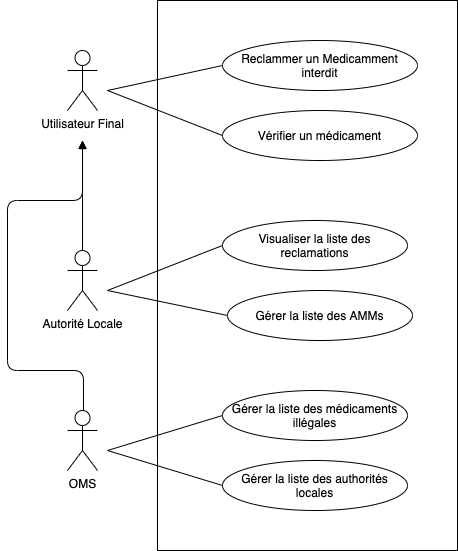 Reclammer un Medicamment
interdit
Utilisateur Final
Vérifier un médicament
Visualiser la liste des
reclamations
Autorité Locale
Gérer la liste des AMMs
Gérer la liste des médicaments
illégales
OMS
Gérer la liste des authorités
locales